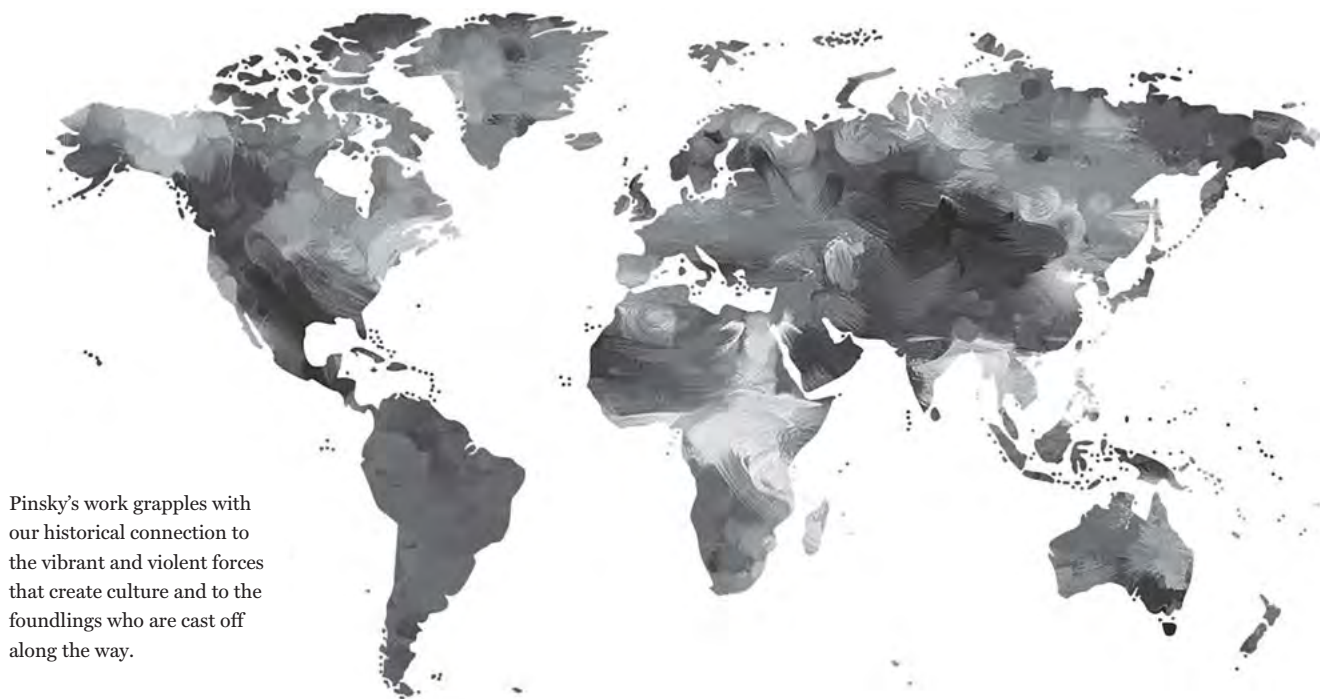 Pinsky’s work grapples with
our historical connection to
the vibrant and violent forces
that create culture and to the
foundlings who are cast off
along the way.